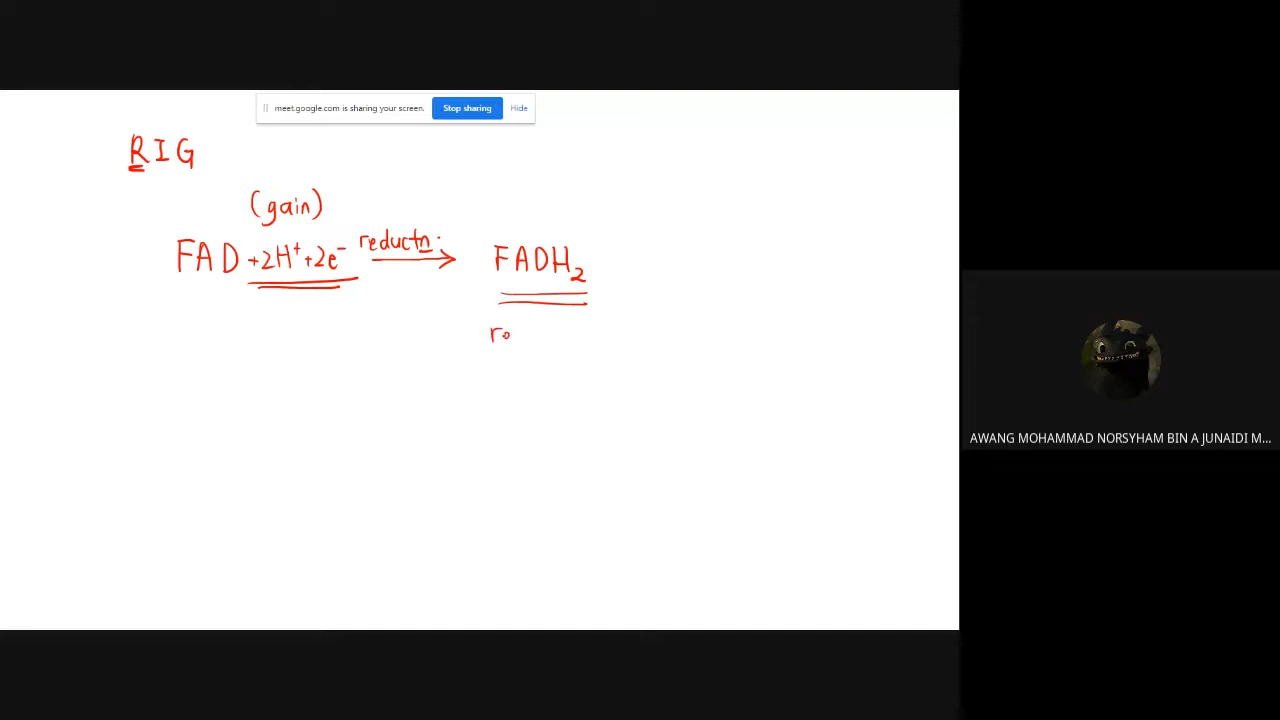 meet.google.com is sharing your screen. Stop sharing Hide
RIG
(gain)
FAD +2H⁺ +2e⁻ reductn. → FADH₂
AWANG MOHAMMAD NORSYHAM BIN A JUNAIDI M...